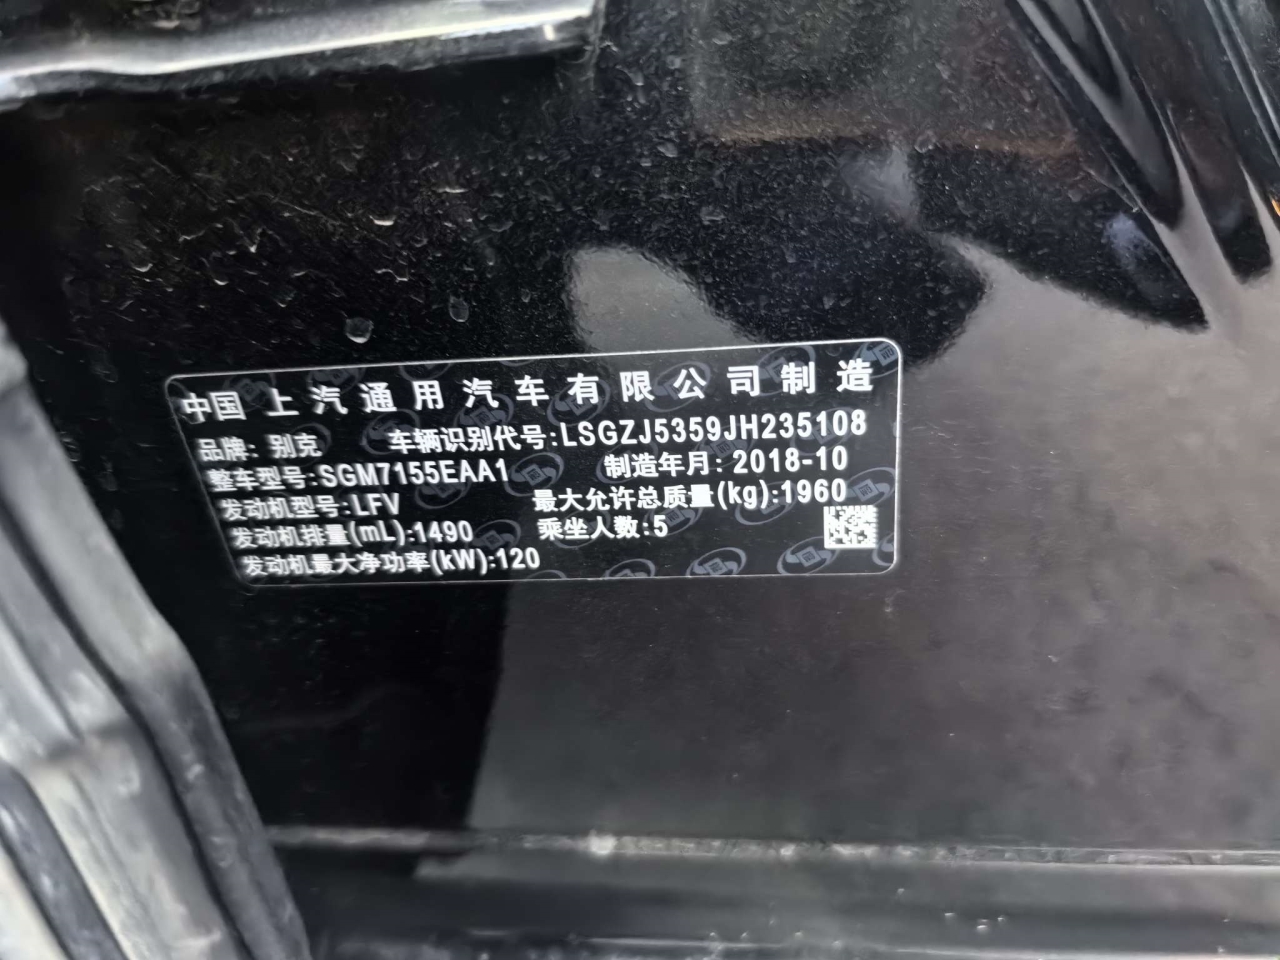 中国 上汽通用汽车有限公司制造
品牌: 别克 车辆识别代号:LSGZJ5359JH235108
整车型号:SGM7155EAA1 制造年月: 2018-10
发动机型号:LFV 最大允许总质量(kg):1960
发动机排量(mL):1490 乘坐人数:5
发动机最大净功率(kW):120